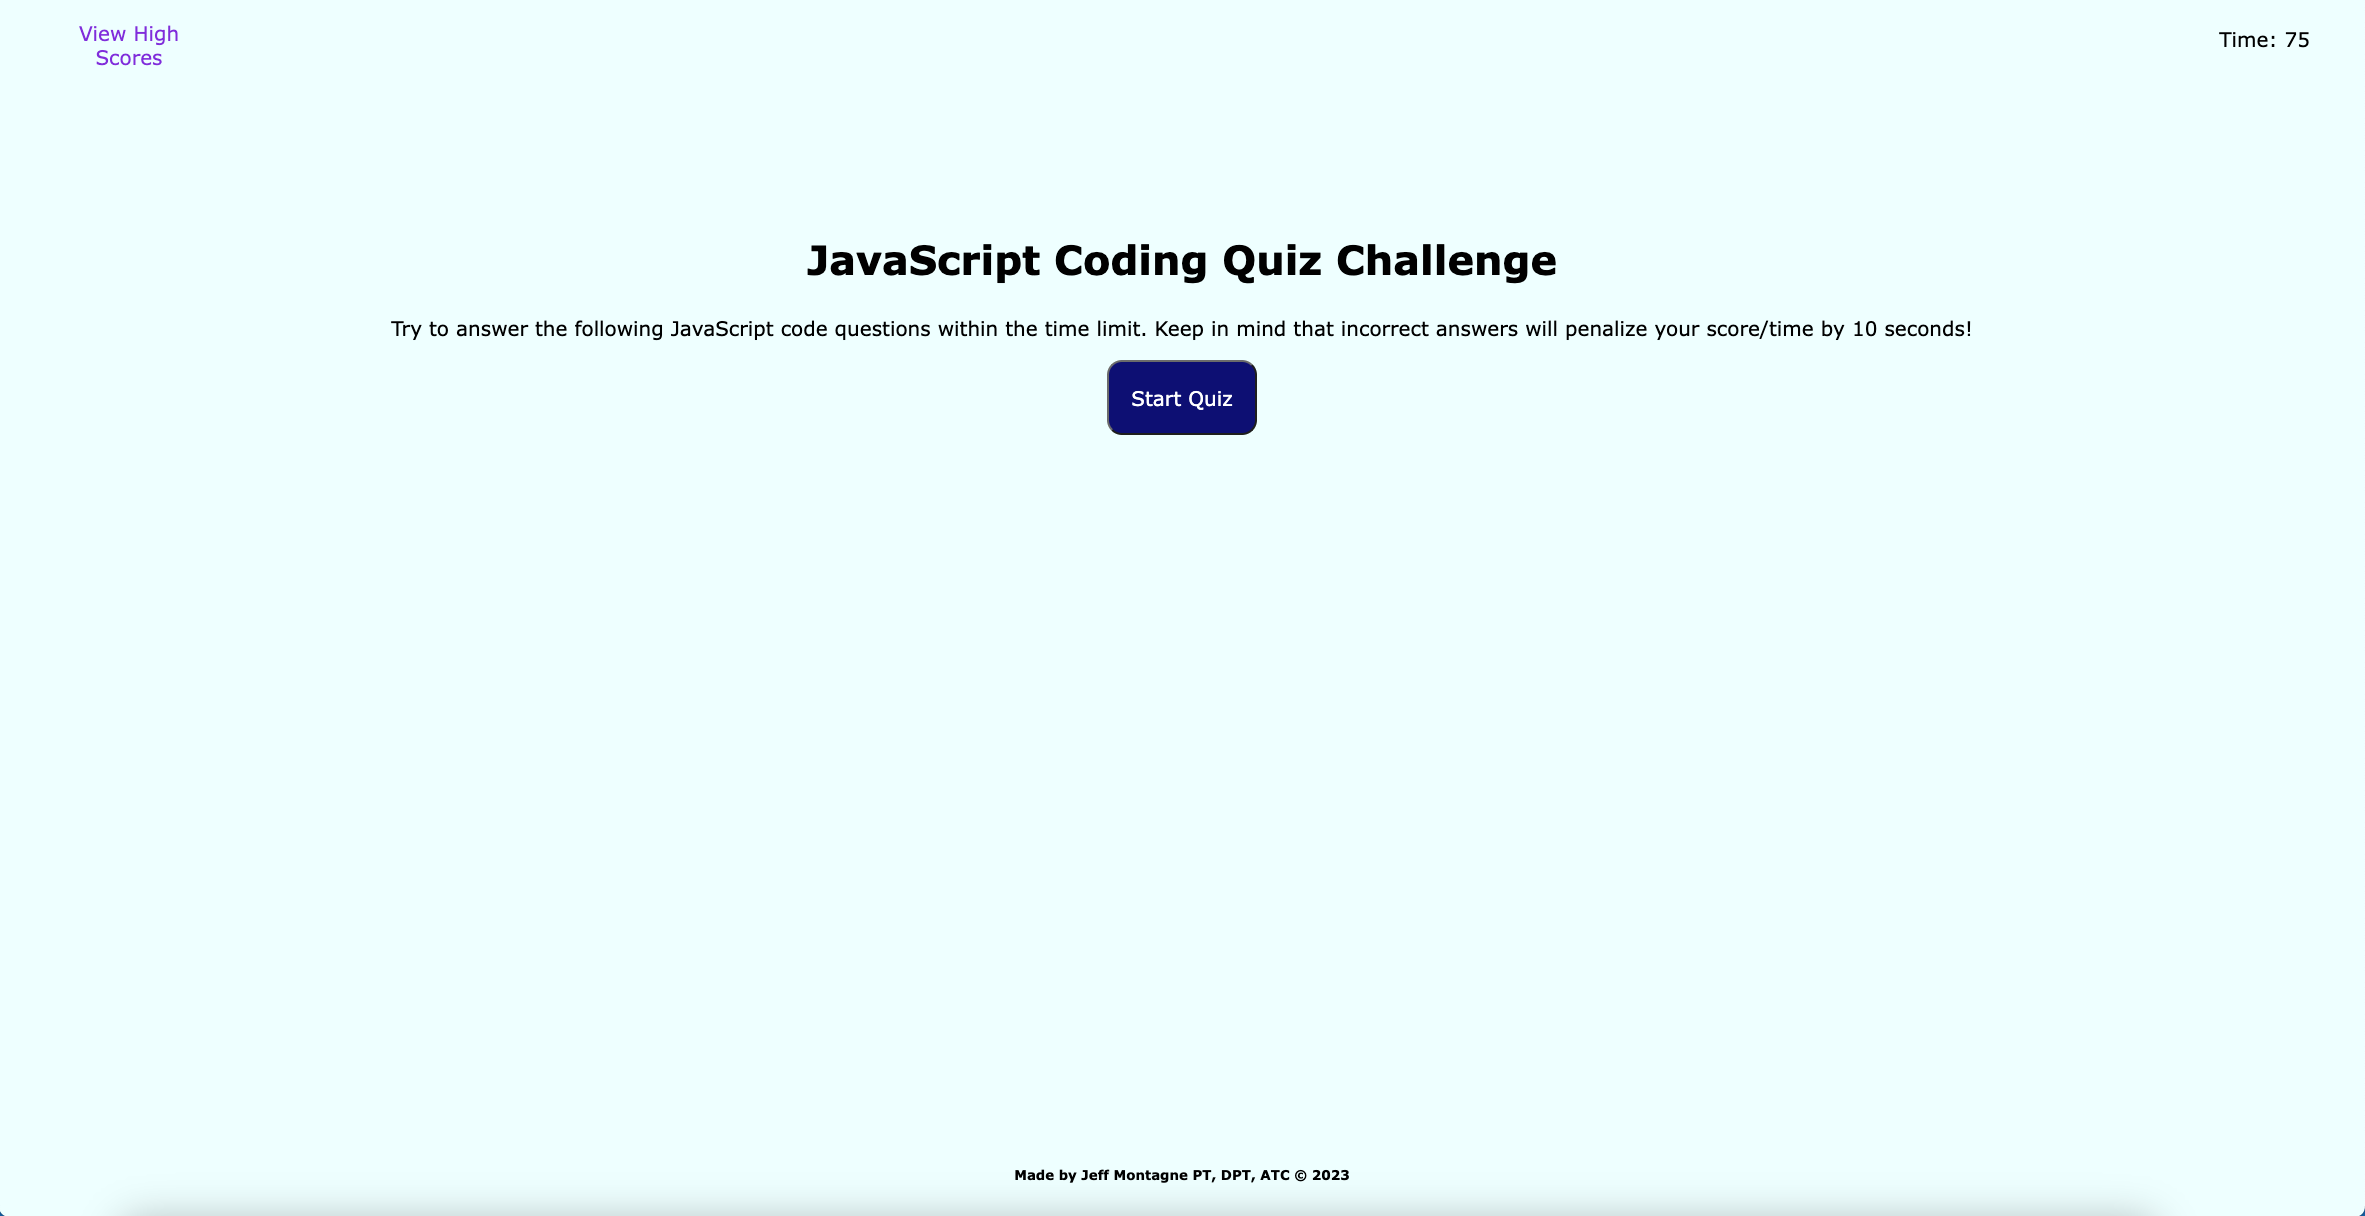 View High
Scores
Time: 75
JavaScript Coding Quiz Challenge
Try to answer the following JavaScript code questions within the time limit. Keep in mind that incorrect answers will penalize your score/time by 10 seconds!
Start Quiz
Made by Jeff Montagne PT, DPT, ATC © 2023